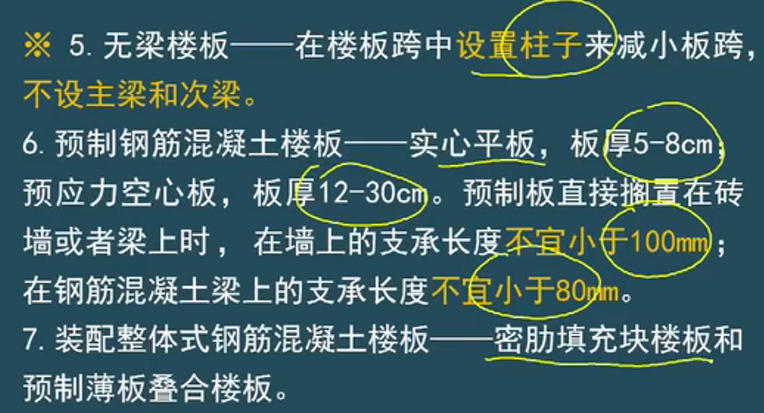 ※ 5.无梁楼板——在楼板跨中设置柱子来减小板跨，
不设主梁和次梁。
6.预制钢筋混凝土楼板——实心平板，板厚5-8cm；
预应力空心板，板厚12-30cm。预制板直接搁置在砖
墙或者梁上时，在墙上的支承长度不宜小于100mm；
在钢筋混凝土梁上的支承长度不宜小于80mm。
7.装配整体式钢筋混凝土楼板——密肋填充块楼板和
预制薄板叠合楼板。